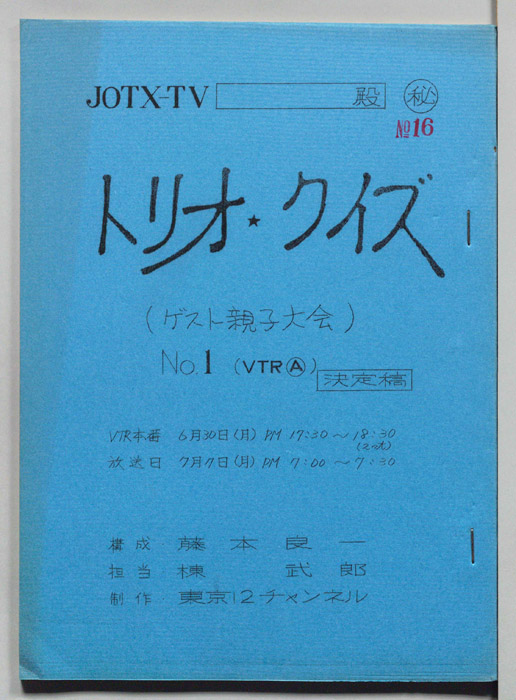 JOTX-TV 殿 ㊙
№16
トリオ★クイズ
(ゲスト親子大会)
No.1 (VTRⒶ)
決定稿
VTR本番 6月30日(月) PM 17:30〜18:30
放送日 7月7日(月) PM 7:00〜7:30
構成 藤本良一
担当 棟 武郎
制作 東京12チャンネル